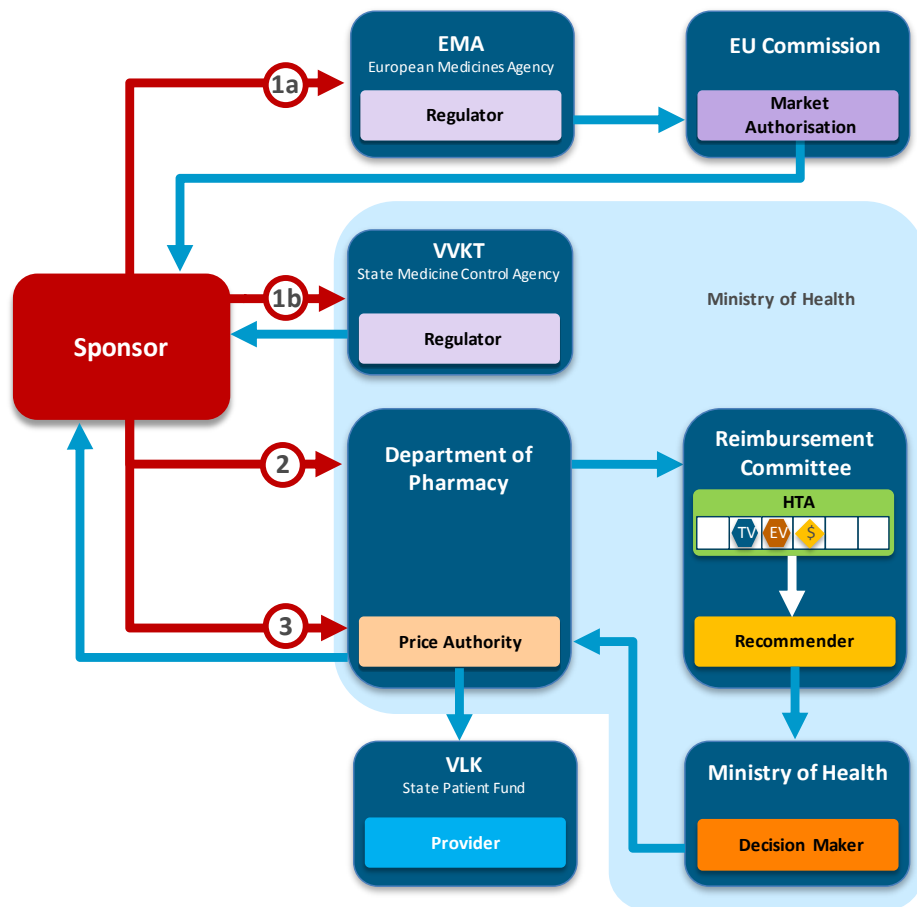 EMA
European Medicines Agency
Regulator
EU Commission
Market
Authorisation
1a
VVKT
State Medicine Control Agency
Regulator
1b
Ministry of Health
Sponsor
2
Department of
Pharmacy
Reimbursement
Committee
HTA
TV
EV
$
3
Price Authority
Recommender
VLK
State Patient Fund
Provider
Ministry of Health
Decision Maker